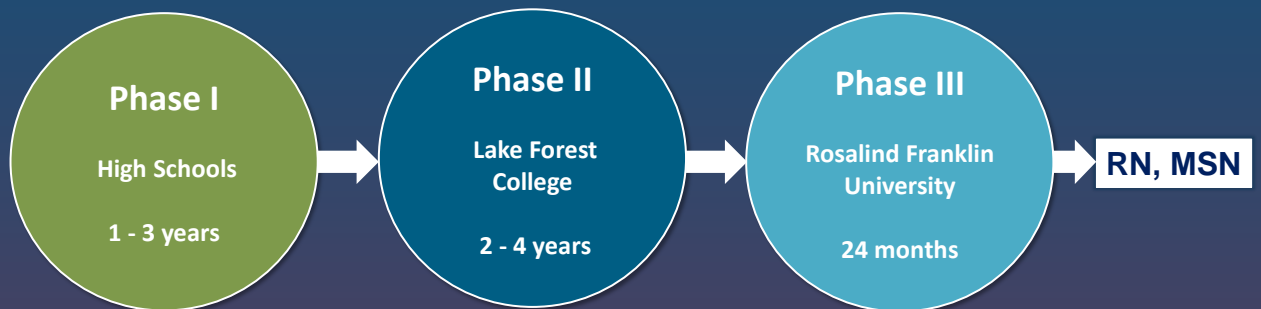 Phase I
High Schools
1 - 3 years
Phase II
Lake Forest
College
2 - 4 years
Phase III
Rosalind Franklin
University
24 months
RN, MSN